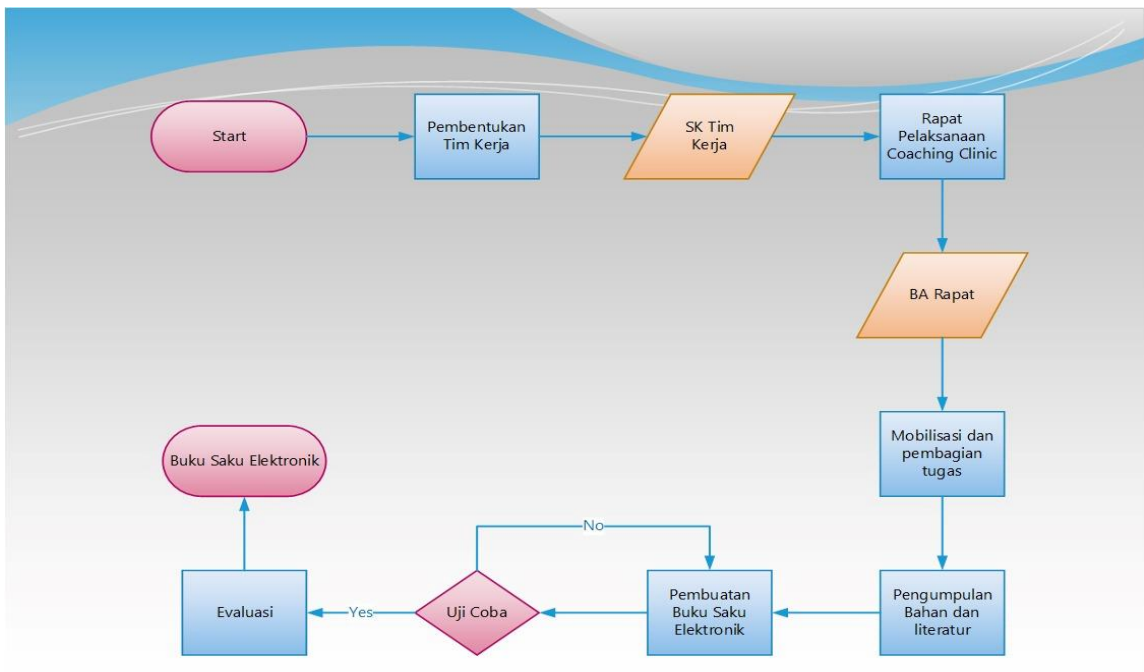 Start
Pembentukan
Tim Kerja
SK Tim
Kerja
Rapat
Pelaksanaan
Coaching Clinic
BA Rapat
Mobilisasi dan
pembagian
tugas
Pengumpulan
Bahan dan
literatur
Pembuatan
Buku Saku
Elektronik
Uji Coba
No
Yes
Evaluasi
Buku Saku Elektronik